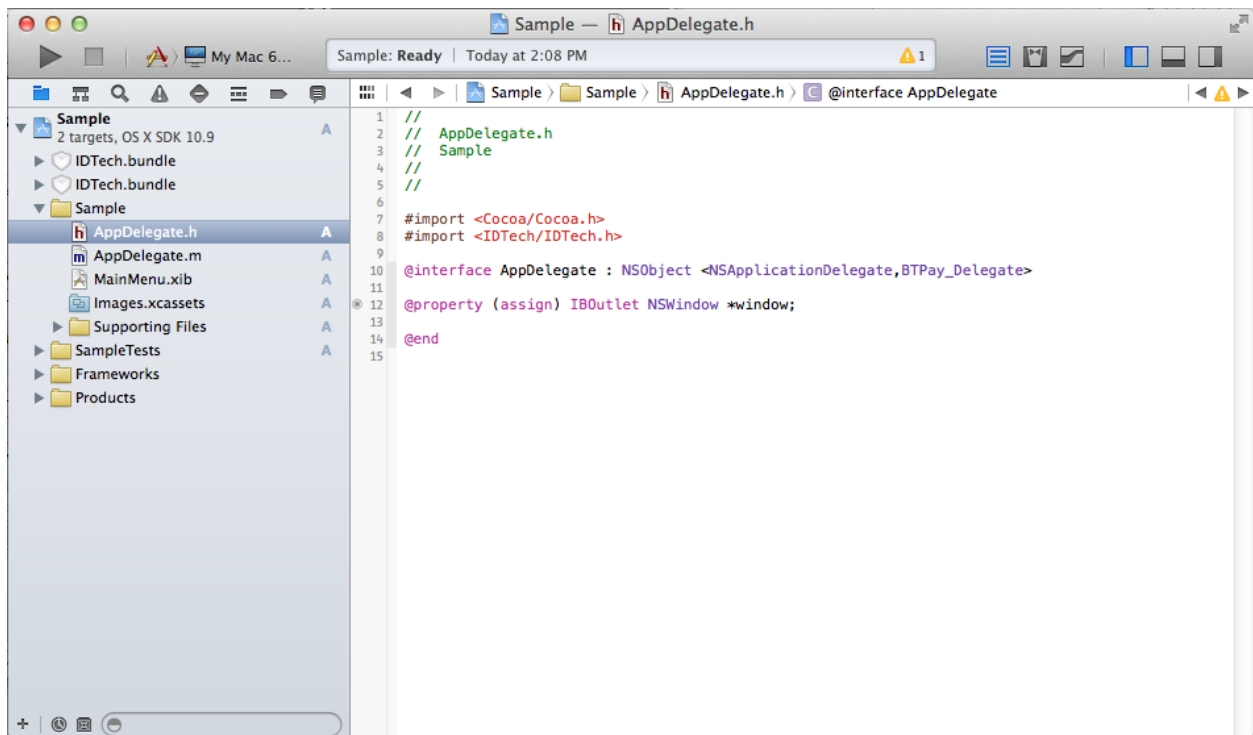 Sample — AppDelegate.h
My Mac 6...
Sample: Ready | Today at 2:08 PM
1
Sample 〉 Sample 〉 AppDelegate.h 〉 C @interface AppDelegate
Sample
A
2 targets, OS X SDK 10.9
IDTech.bundle
IDTech.bundle
Sample
h AppDelegate.h A
m AppDelegate.m A
MainMenu.xib A
Images.xcassets A
Supporting Files A
SampleTests A
Frameworks
Products
1 //
2 //  AppDelegate.h
3 //  Sample
4 //
5 //
6
7 #import <Cocoa/Cocoa.h>
8 #import <IDTech/IDTech.h>
9
10 @interface AppDelegate : NSObject <NSApplicationDelegate,BTPay_Delegate>
11
12 @property (assign) IBOutlet NSWindow *window;
13
14 @end
15